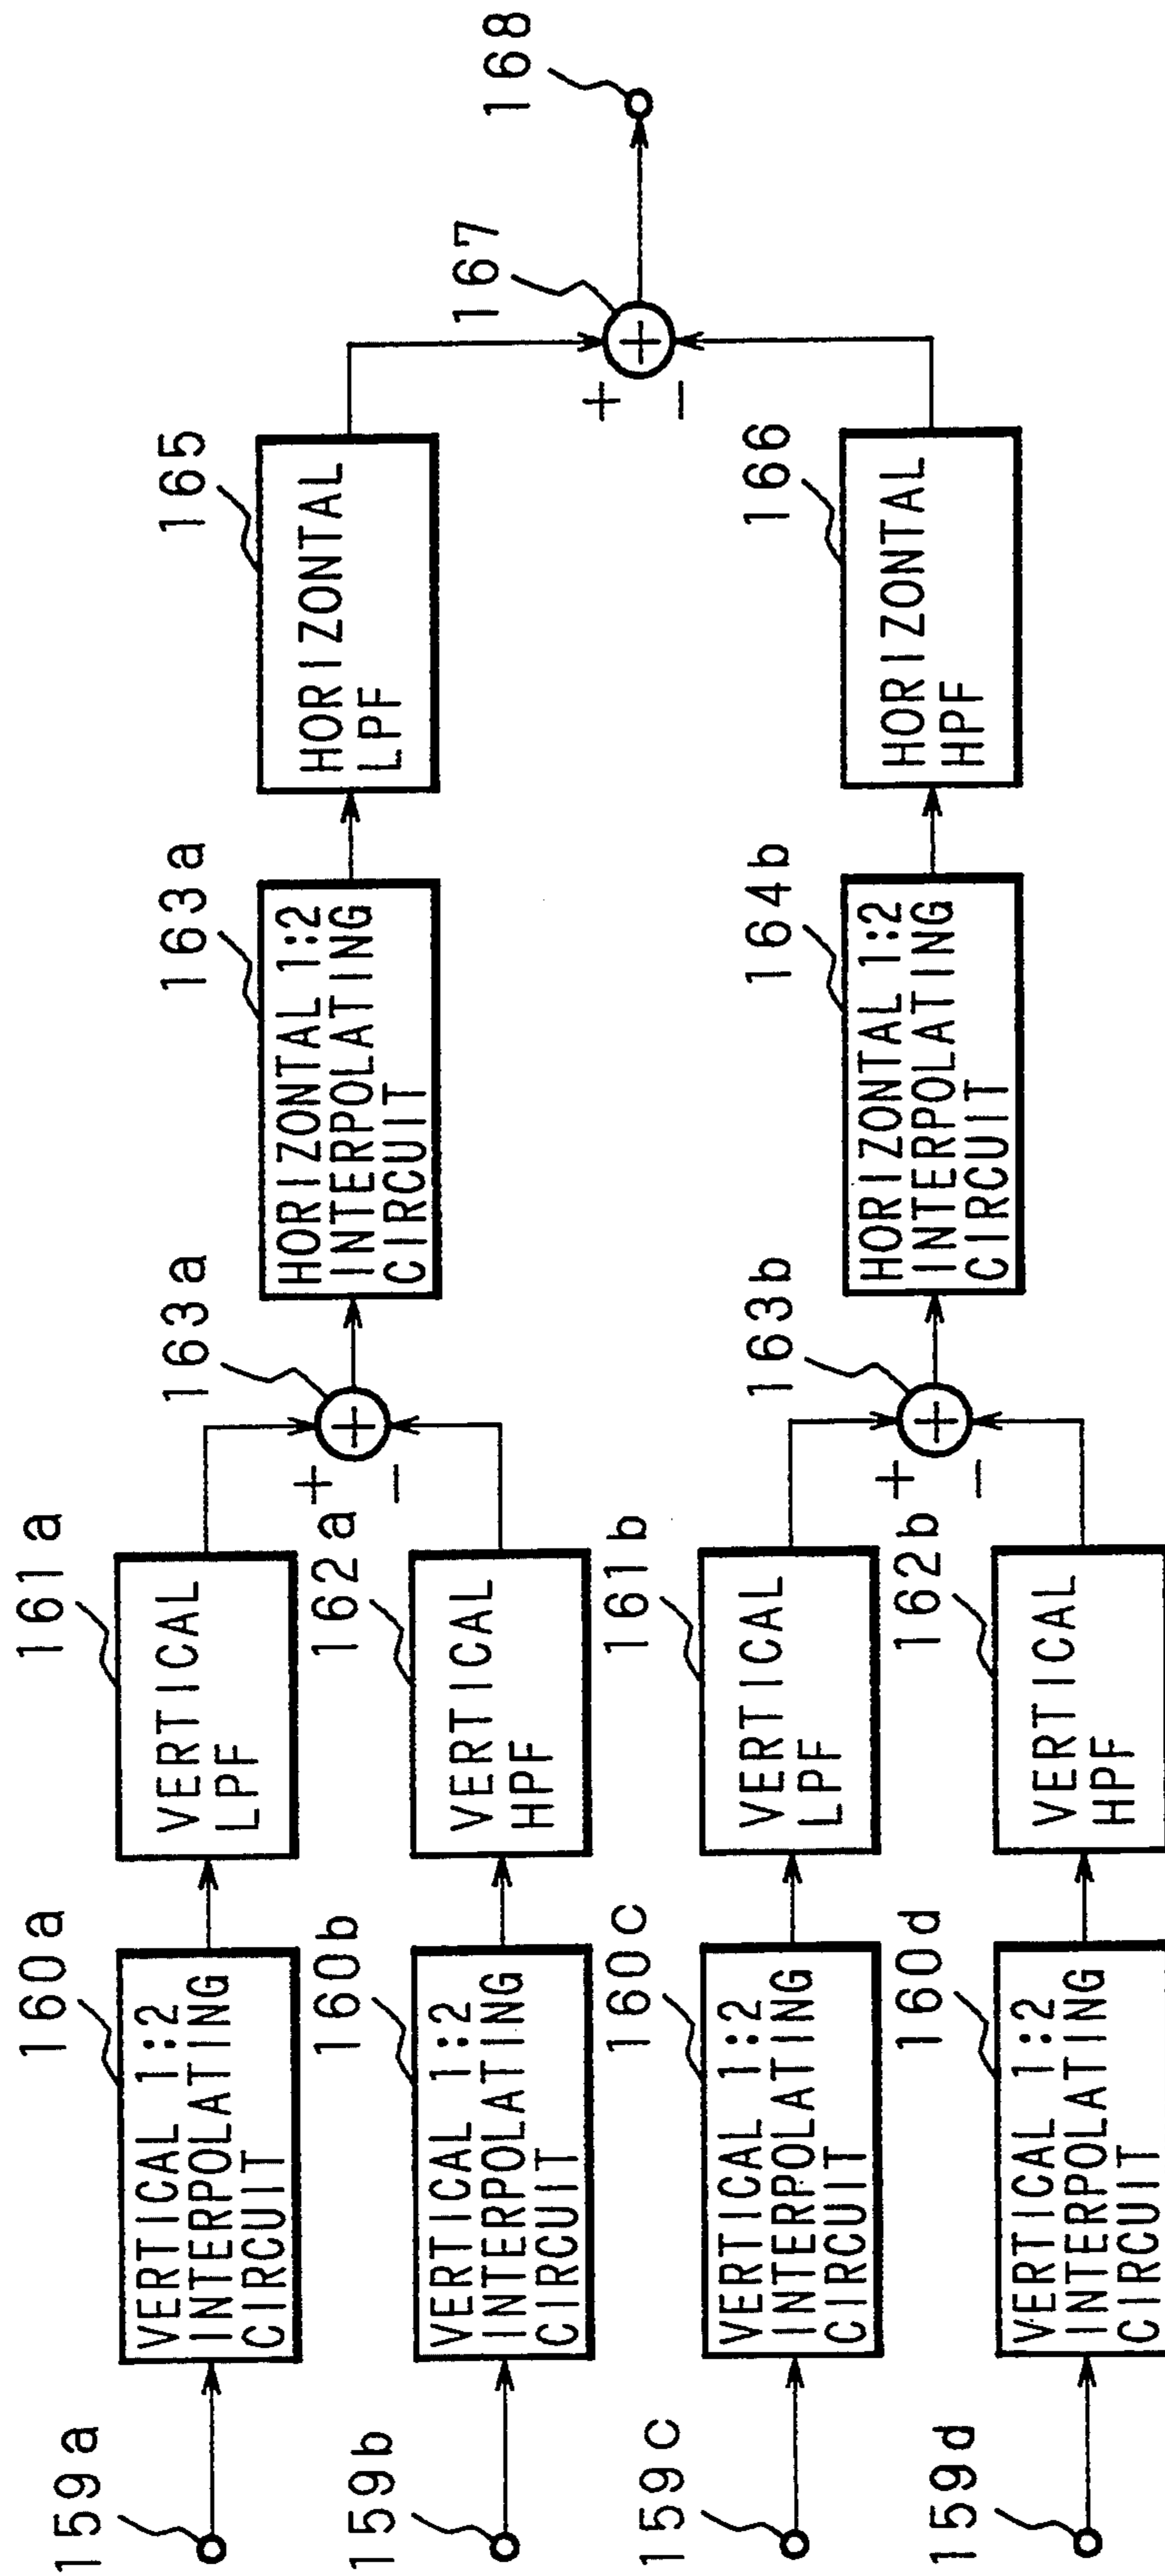 159a
160a
VERTICAL 1:2
INTERPOLATING
CIRCUIT
161a
VERTICAL
LPF
159b
160b
VERTICAL 1:2
INTERPOLATING
CIRCUIT
162a
VERTICAL
HPF
+
−
+
163a
163a
HORIZONTAL 1:2
INTERPOLATING
CIRCUIT
165
HORIZONTAL
LPF
159c
160c
VERTICAL 1:2
INTERPOLATING
CIRCUIT
161b
VERTICAL
LPF
159d
160d
VERTICAL 1:2
INTERPOLATING
CIRCUIT
162b
VERTICAL
HPF
+
−
+
163b
164b
HORIZONTAL 1:2
INTERPOLATING
CIRCUIT
166
HORIZONTAL
HPF
+
−
+
167
168